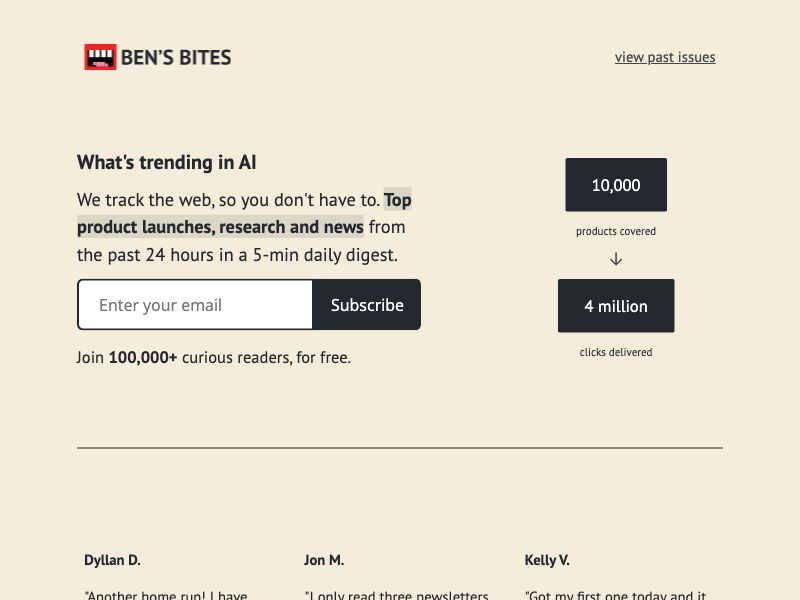 BEN'S BITES
view past issues
What's trending in AI
We track the web, so you don't have to. Top
product launches, research and news from
the past 24 hours in a 5-min daily digest.
Enter your email
Subscribe
Join 100,000+ curious readers, for free.
10,000
products covered
↓
4 million
clicks delivered
Dyllan D.
"Another home run! I have
Jon M.
"I only read three newsletters
Kelly V.
"Got my first one today and it